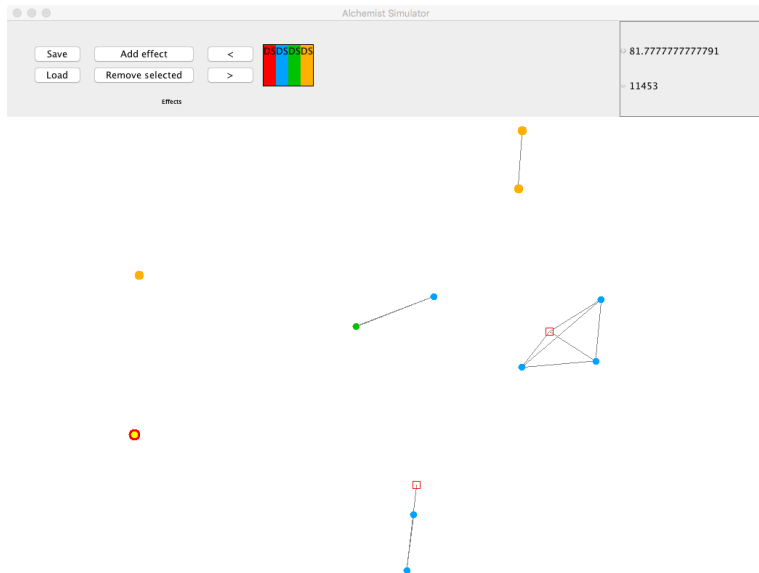 Alchemist Simulator
Save
Add effect
<
DSDSDSDS
81.7777777777791
Load
Remove selected
>
11453
Effects